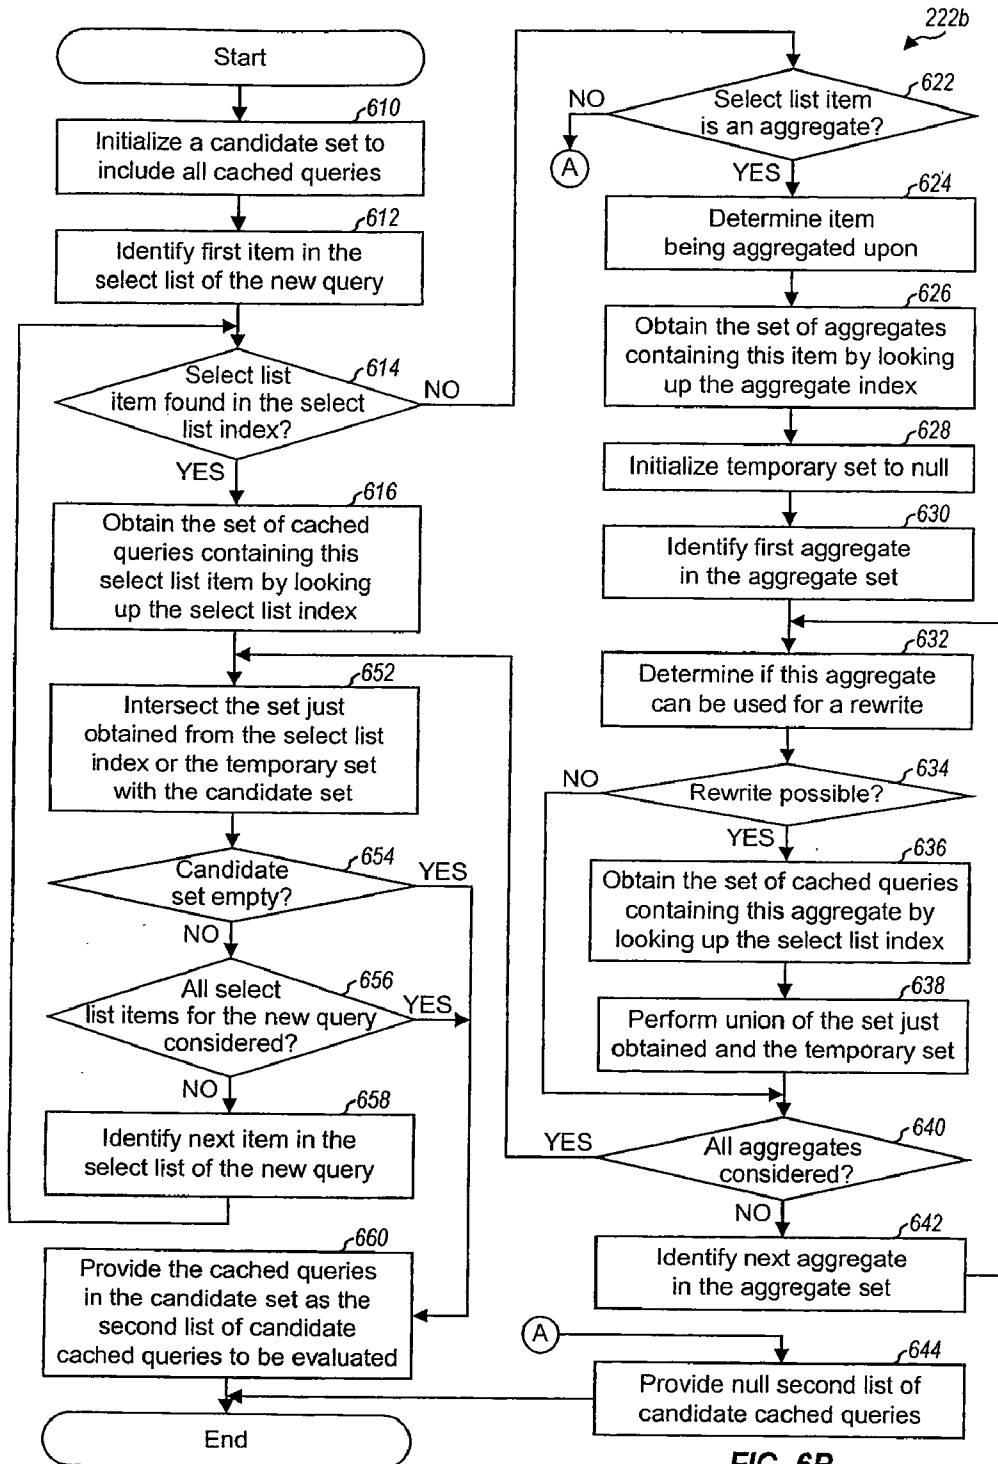 222b
Start
610
Initialize a candidate set to
include all cached queries
612
Identify first item in the
select list of the new query
Select list
item found in the select
list index?
614
NO
YES
616
Obtain the set of cached
queries containing this
select list item by looking
up the select list index
652
Intersect the set just
obtained from the select list
index or the temporary set
with the candidate set
Candidate
set empty?
654
YES
NO
All select
list items for the new query
considered?
656
YES
NO
658
Identify next item in the
select list of the new query
660
Provide the cached queries
in the candidate set as the
second list of candidate
cached queries to be evaluated
End
Select list item
is an aggregate?
622
NO
A
YES
624
Determine item
being aggregated upon
626
Obtain the set of aggregates
containing this item by looking
up the aggregate index
628
Initialize temporary set to null
630
Identify first aggregate
in the aggregate set
632
Determine if this aggregate
can be used for a rewrite
634
Rewrite possible?
NO
YES
636
Obtain the set of cached queries
containing this aggregate by
looking up the select list index
638
Perform union of the set just
obtained and the temporary set
640
All aggregates
considered?
YES
NO
642
Identify next aggregate
in the aggregate set
A
644
Provide null second list of
candidate cached queries